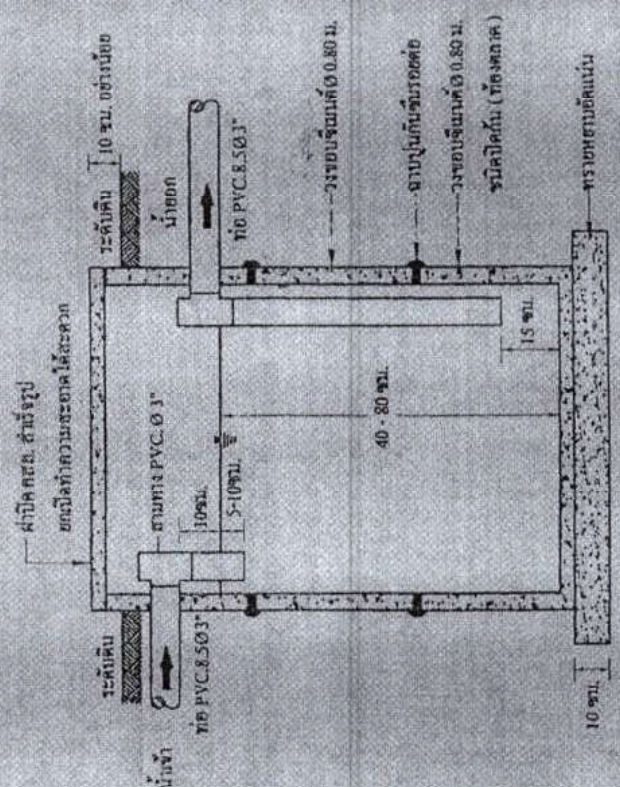 ฝาปิด คสล. สำเร็จรูป
ยกเปิดทำความสะอาดได้สะดวก
ระดับดิน
10 ซม. อย่างน้อย
ระดับดิน
น้ำเข้า
ท่อ PVC.8.5Ø3"
สามทาง PVC.Ø 3"
10ซม.
5-10ซม.
น้ำออก
ท่อ PVC.8.5Ø3"
วงขอบซีเมนต์ Ø 0.80 ม.
ฉาบปูนกันซึมรอยต่อ
วงขอบซีเมนต์ Ø 0.80 ม.
ชนิดปิดก้น ( ท้องตลาด )
40 - 80 ซม.
15 ซม.
ทรายหยาบอัดแน่น
10 ซม.